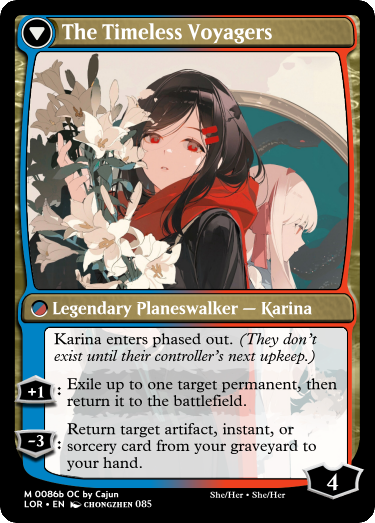 The Timeless Voyagers
Legendary Planeswalker — Karina
Karina enters phased out. (They don't
exist until their controller's next upkeep.)
+1: Exile up to one target permanent, then
return it to the battlefield.
-3: Return target artifact, instant, or
sorcery card from your graveyard to
your hand.
4
M 0086b OC by Cajun
LOR • EN CHONGZHEN 085
She/Her • She/Her